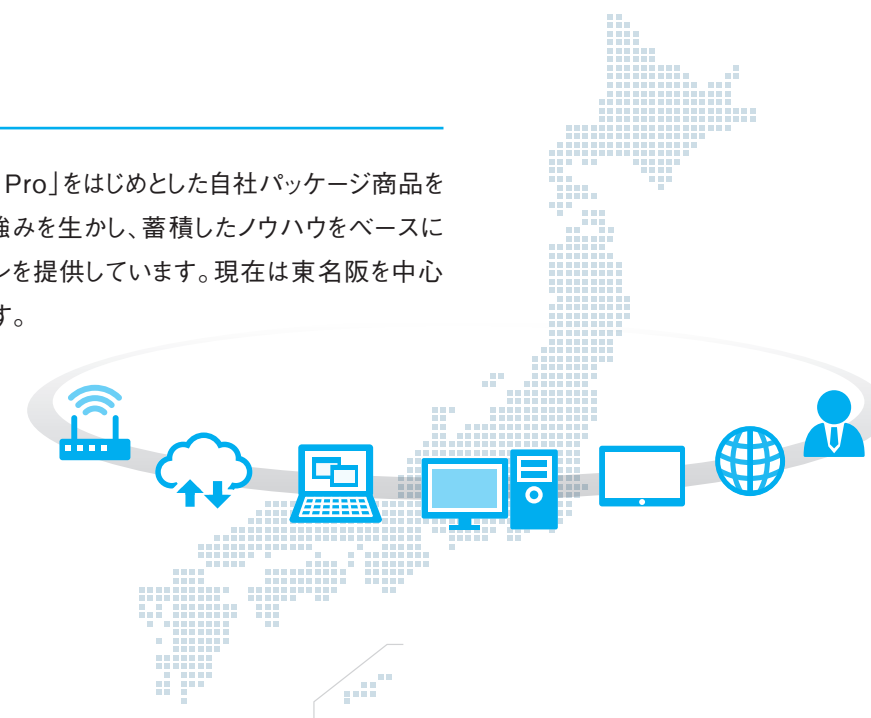 Pro」をはじめとした自社パッケージ商品を
強みを生かし、蓄積したノウハウをベースに
ンを提供しています。現在は東名阪を中心
す。